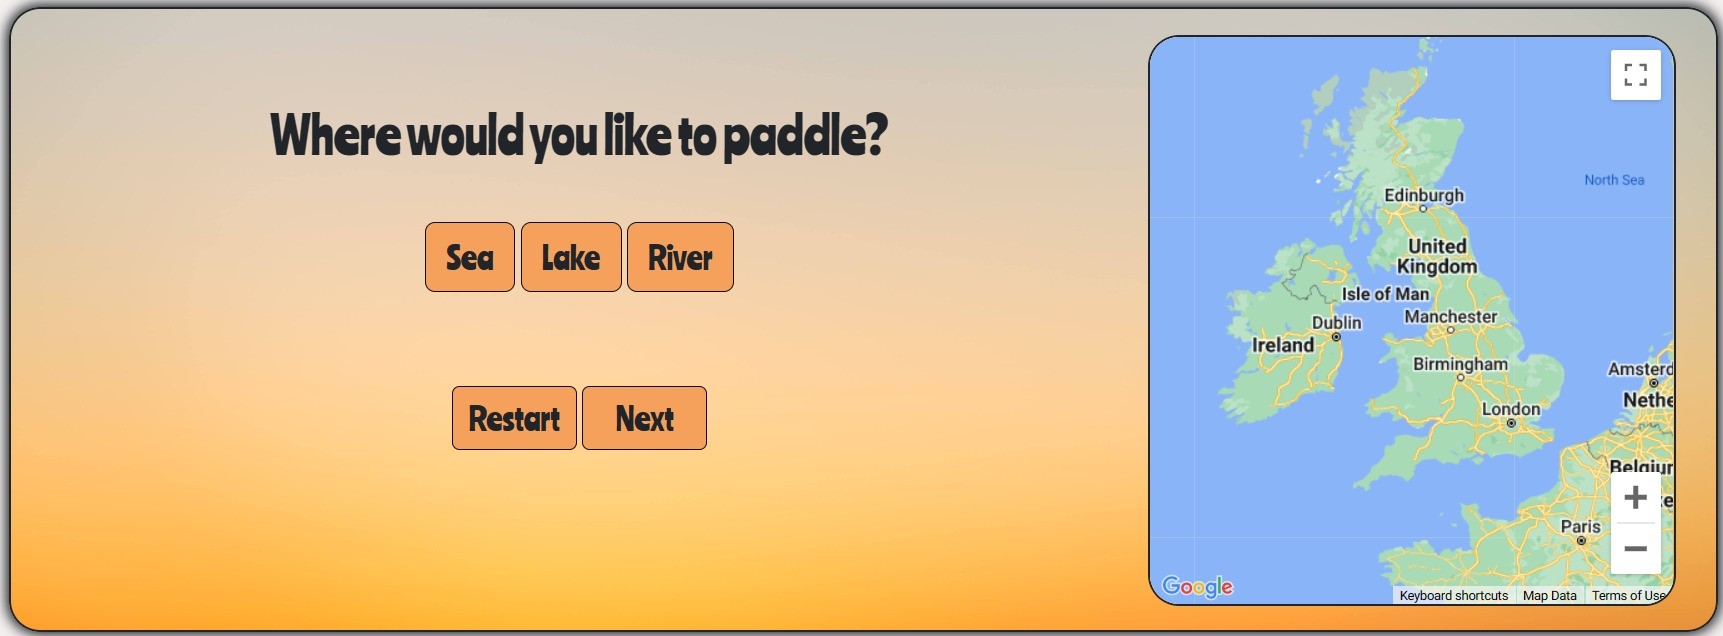 Where would you like to paddle?
Sea
Lake
River
Restart
Next
North Sea
Edinburgh
United
Kingdom
Isle of Man
Dublin
Manchester
Ireland
Birmingham
Amsterd
Nethe
London
Belgiur
Paris
Google
Keyboard shortcuts
Map Data
Terms of Use